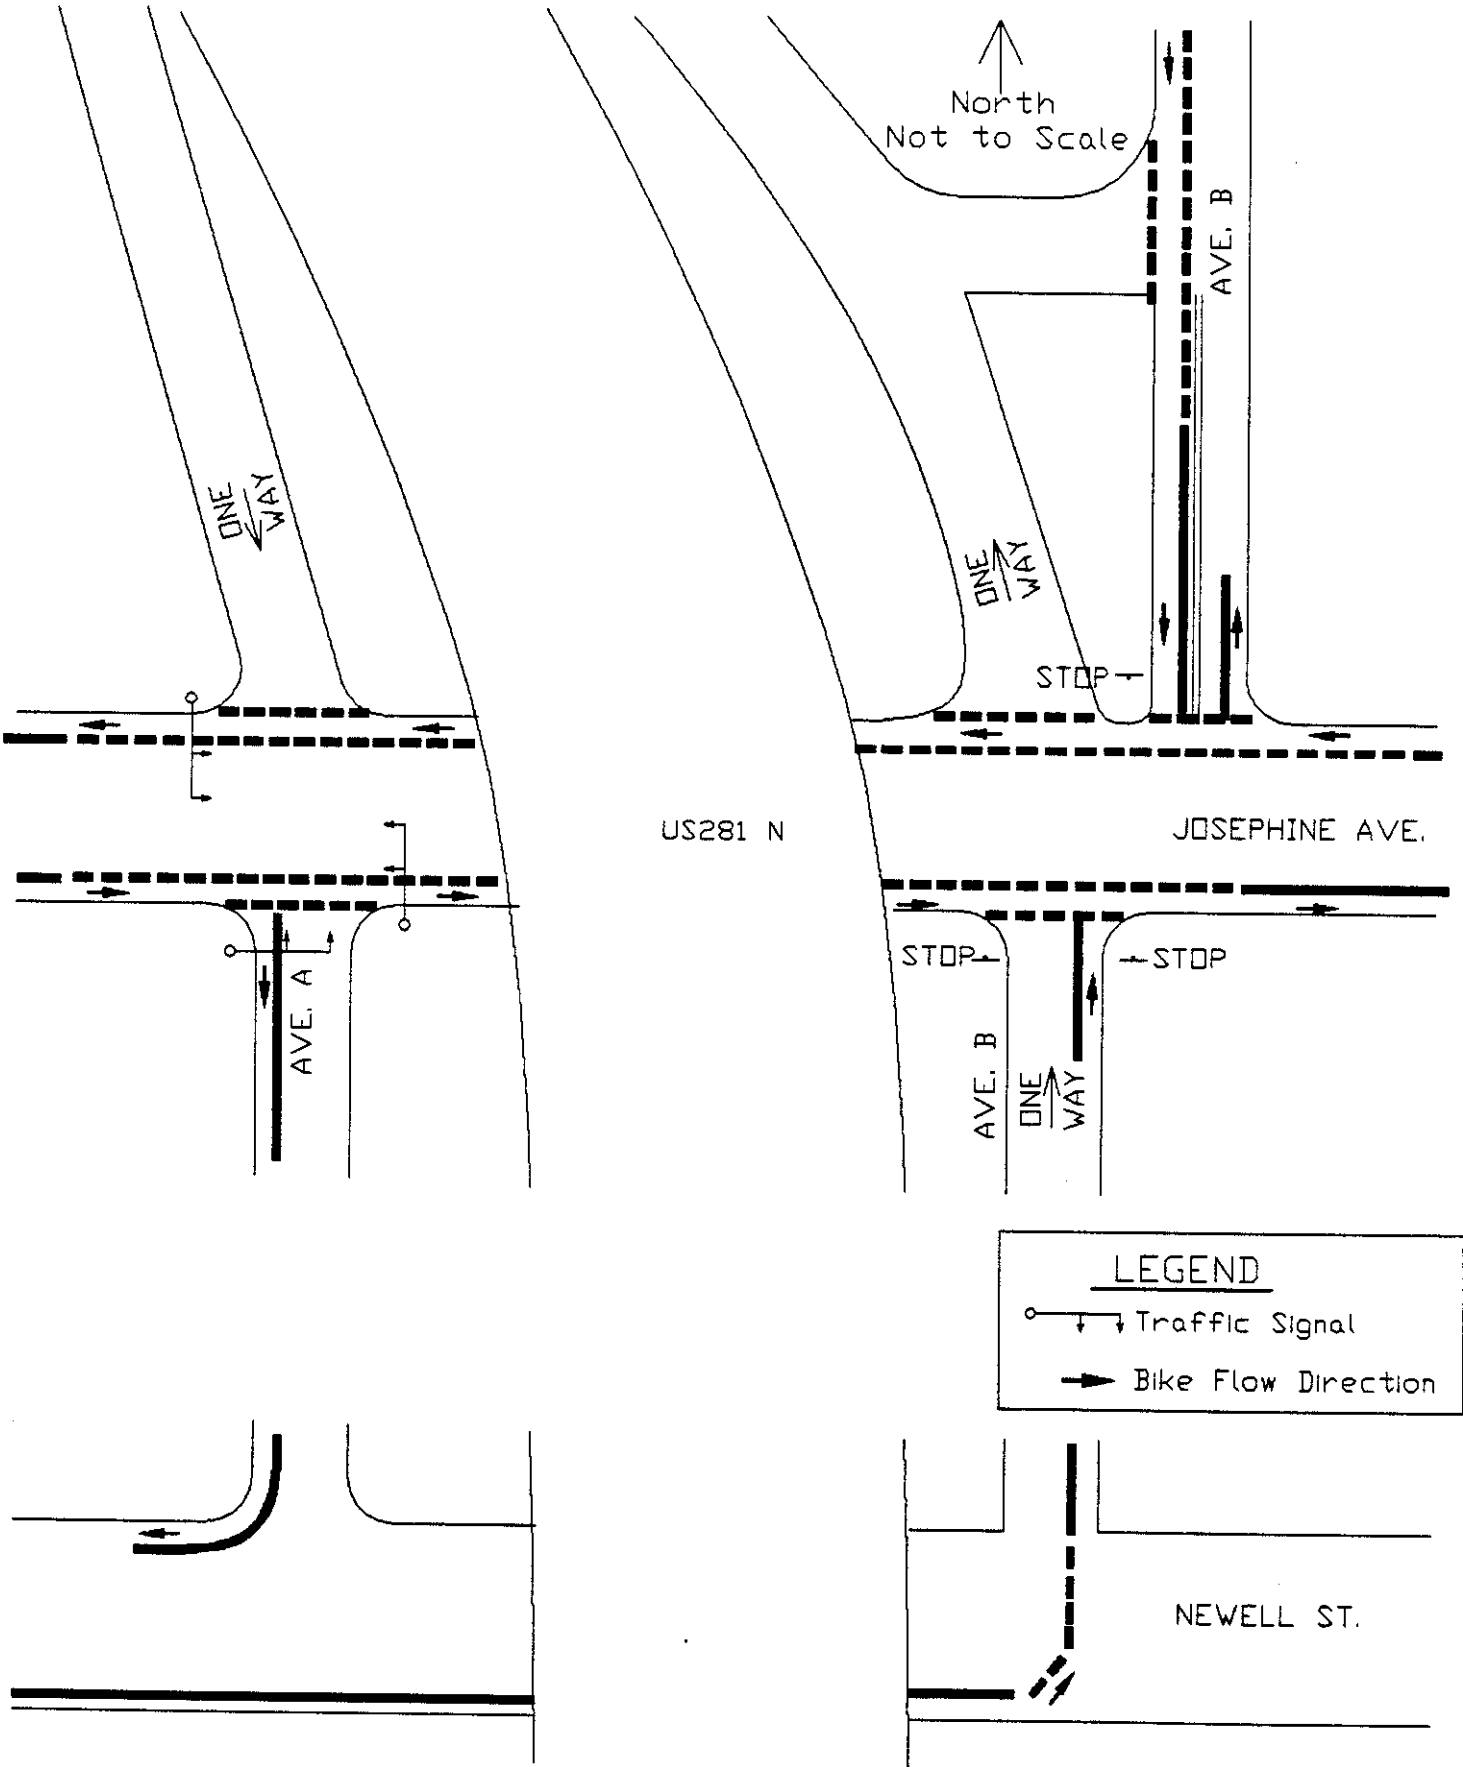 North
Not to Scale
AVE. B
ONE
WAY
ONE
WAY
STOP
US281 N
JOSEPHINE AVE.
STOP
STOP
AVE. A
AVE. B
ONE
WAY
LEGEND
Traffic Signal
Bike Flow Direction
NEWELL ST.